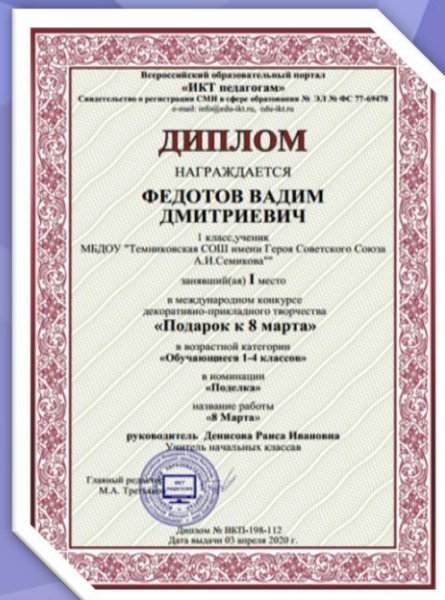 Всероссийский образовательный портал
«ИКТ педагогам»
Свидетельство о регистрации СМИ в сфере образования № ЭЛ № ФС 77-69478
e-mail: info@edu-ikt.ru, edu-ikt.ru
ДИПЛОМ
НАГРАЖДАЕТСЯ
ФЕДОТОВ ВАДИМ
ДМИТРИЕВИЧ
1 класс,ученик
МБДОУ "Темниковская СОШ имени Героя Советского Союза
А.И.Семикова""
занявший(ая) I место
в международном конкурсе
декоративно-прикладного творчества
«Подарок к 8 марта»
в возрастной категории
«Обучающиеся 1-4 классов»
в номинации
«Поделка»
название работы
«8 Марта»
руководитель Денисова Раиса Ивановна
Учитель начальных классов
Главный редактор
М.А.
ИКТ
педагогам
Диплом № ВКП-198-112
Дата выдачи 03 апреля 2020 г.